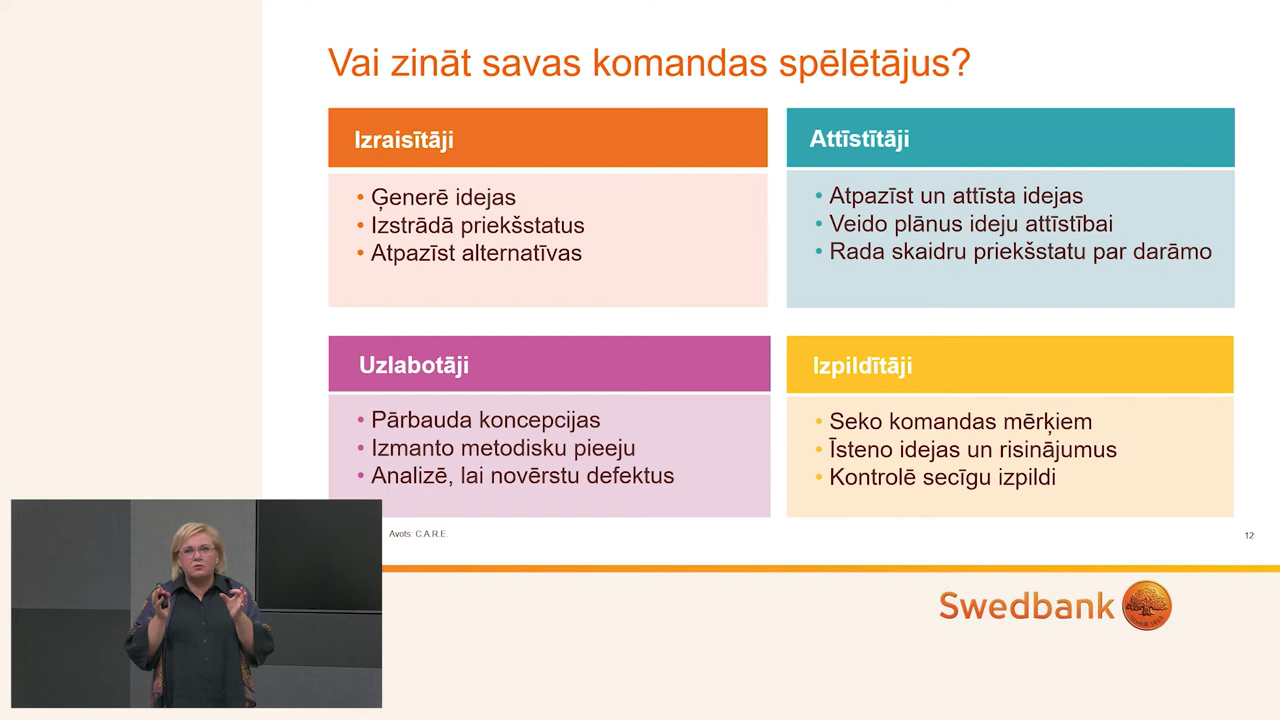 Vai zināt savas komandas spēlētājus?
Izraisītāji
• Ģenerē idejas
• Izstrādā priekšstatus
• Atpazīst alternatīvas
Attīstītāji
• Atpazīst un attīsta idejas
• Veido plānus ideju attīstībai
• Rada skaidru priekšstatu par darāmo
Uzlabotāji
• Pārbauda koncepcijas
• Izmanto metodisku pieeju
• Analizē, lai novērstu defektus
Izpildītāji
• Seko komandas mērķiem
• Īsteno idejas un risinājumus
• Kontrolē secīgu izpildi
Avots: C.A.R.E.
12
Swedbank